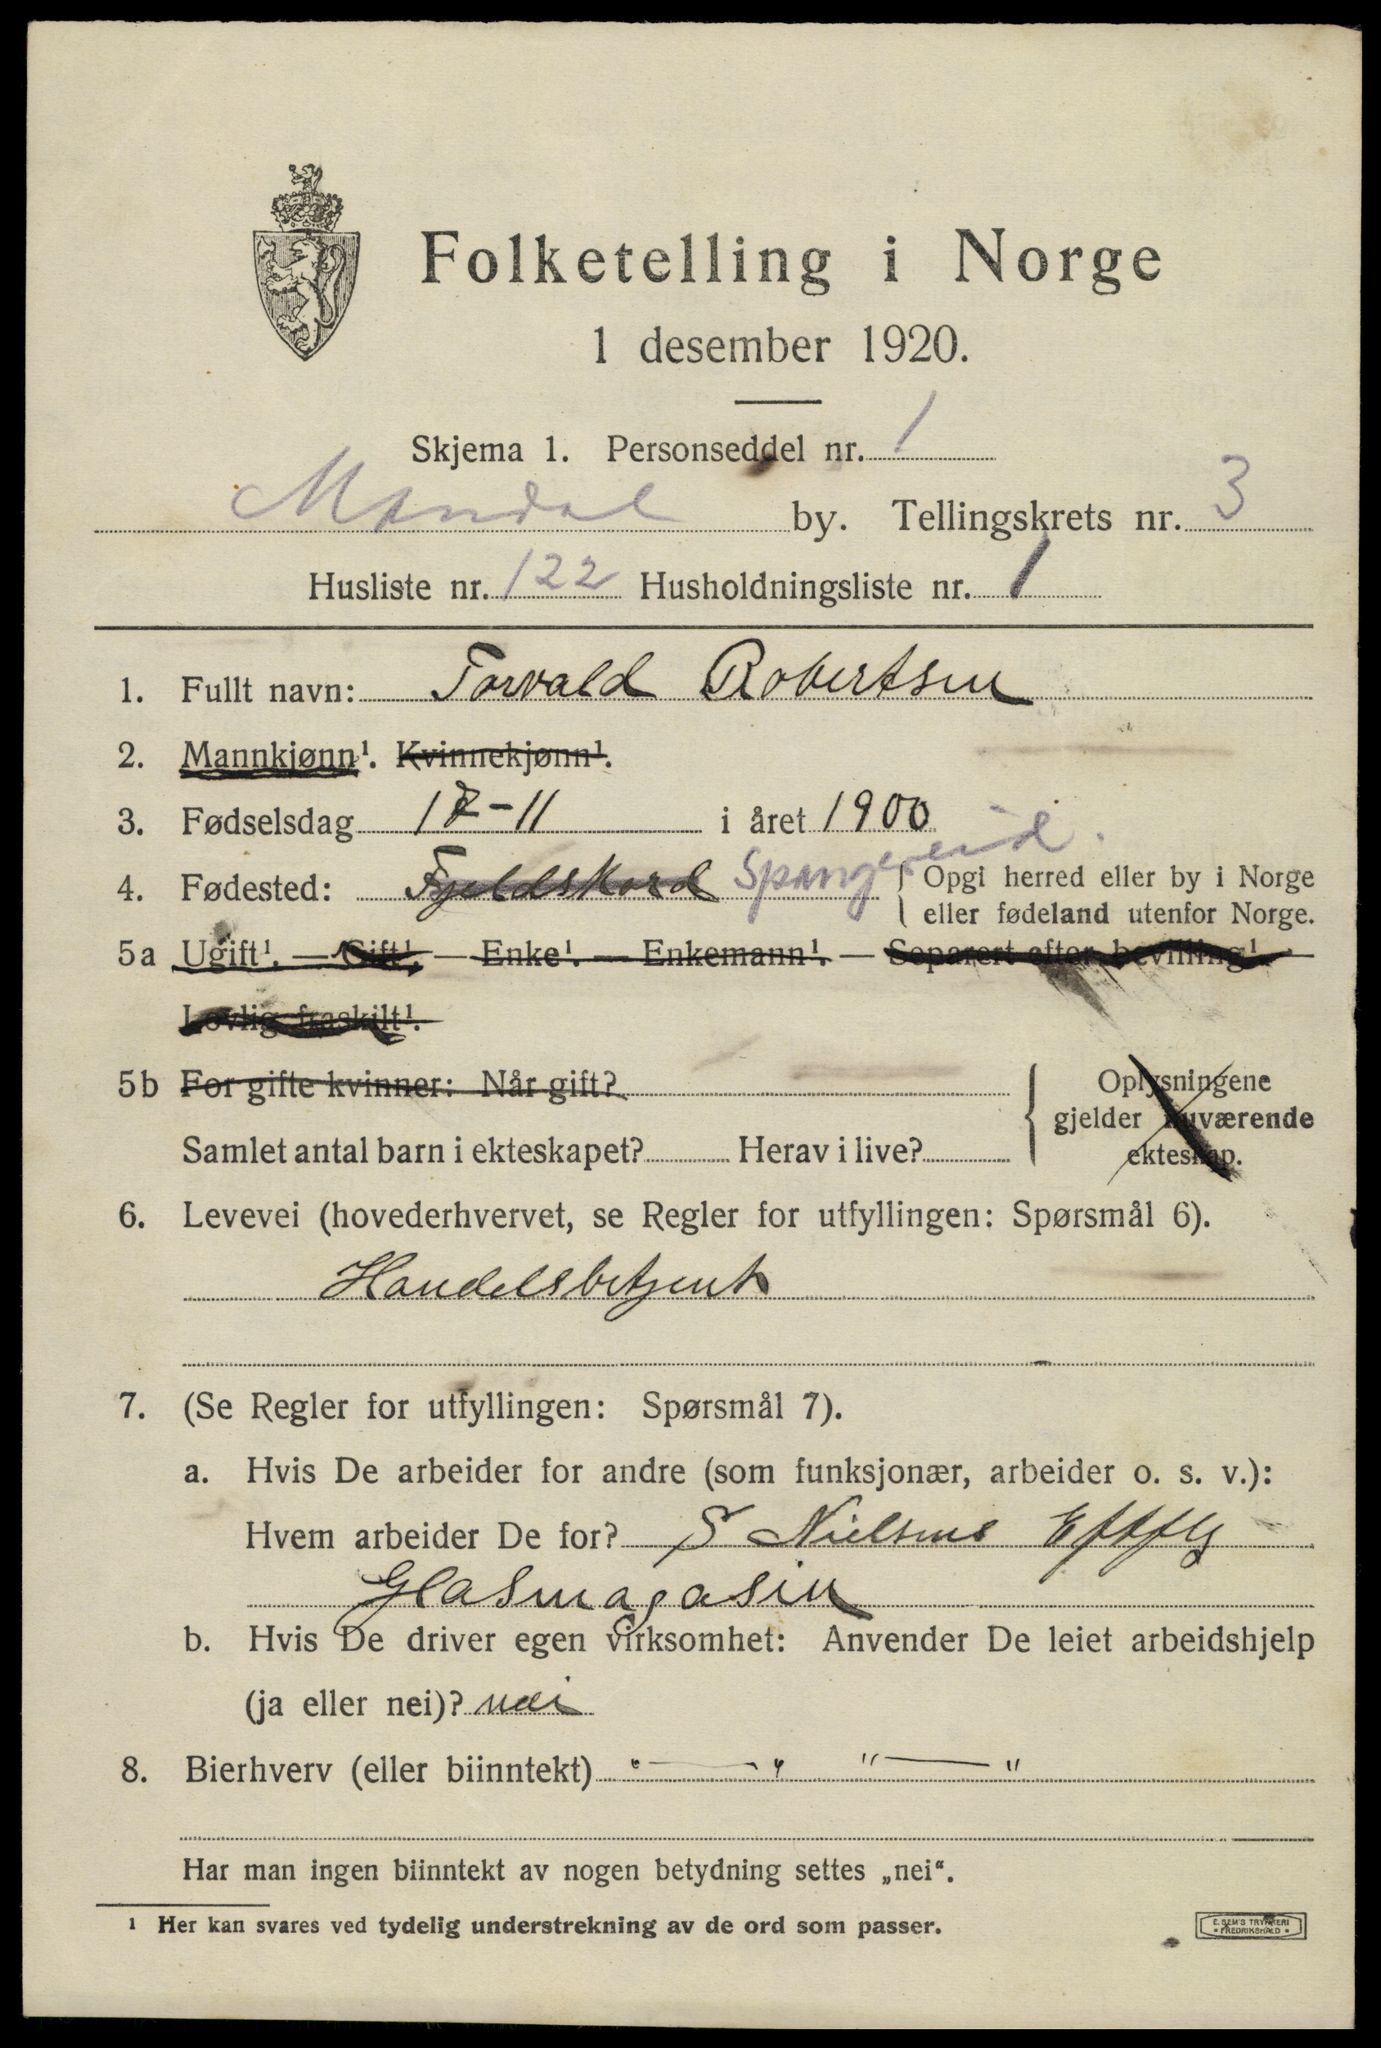 Folketelling i Norge
1 desember 1920.
Skjema 1. Personseddel nr. 1
Mandal by. Tellingskrets nr. 3
Husliste nr. 122 Husholdningsliste nr. 1
1. Fullt navn: Torvald Robertsen
2. Mannkjønn¹. Kvinnekjønn¹.
3. Fødselsdag 17-11 i året 1900
4. Fødested: Fjeldskord Spangereid. Opgi herred eller by i Norge
eller fødeland utenfor Norge.
5a Ugift¹. — Gift¹. — Enke¹. — Enkemann¹. — Separert efter bevilling¹. —
Lovlig fraskilt¹.
5b For gifte kvinner: Når gift? Oplysningene
gjelder nuværende
Samlet antal barn i ekteskapet? Herav i live? ekteskap.
6. Levevei (hovederhvervet, se Regler for utfyllingen: Spørsmål 6).
Handelsbetjent
7. (Se Regler for utfyllingen: Spørsmål 7).
a. Hvis De arbeider for andre (som funksjonær, arbeider o. s. v.):
Hvem arbeider De for? S Nielsens Eftflg
Glasmagasin
b. Hvis De driver egen virksomhet: Anvender De leiet arbeidshjelp
(ja eller nei)? nei
8. Bierhverv (eller biinntekt) "—" "—"
Har man ingen biinntekt av nogen betydning settes „nei“.
¹ Her kan svares ved tydelig understrekning av de ord som passer.
E. SEM'S TRYKKERI
FREDRIKSHALD